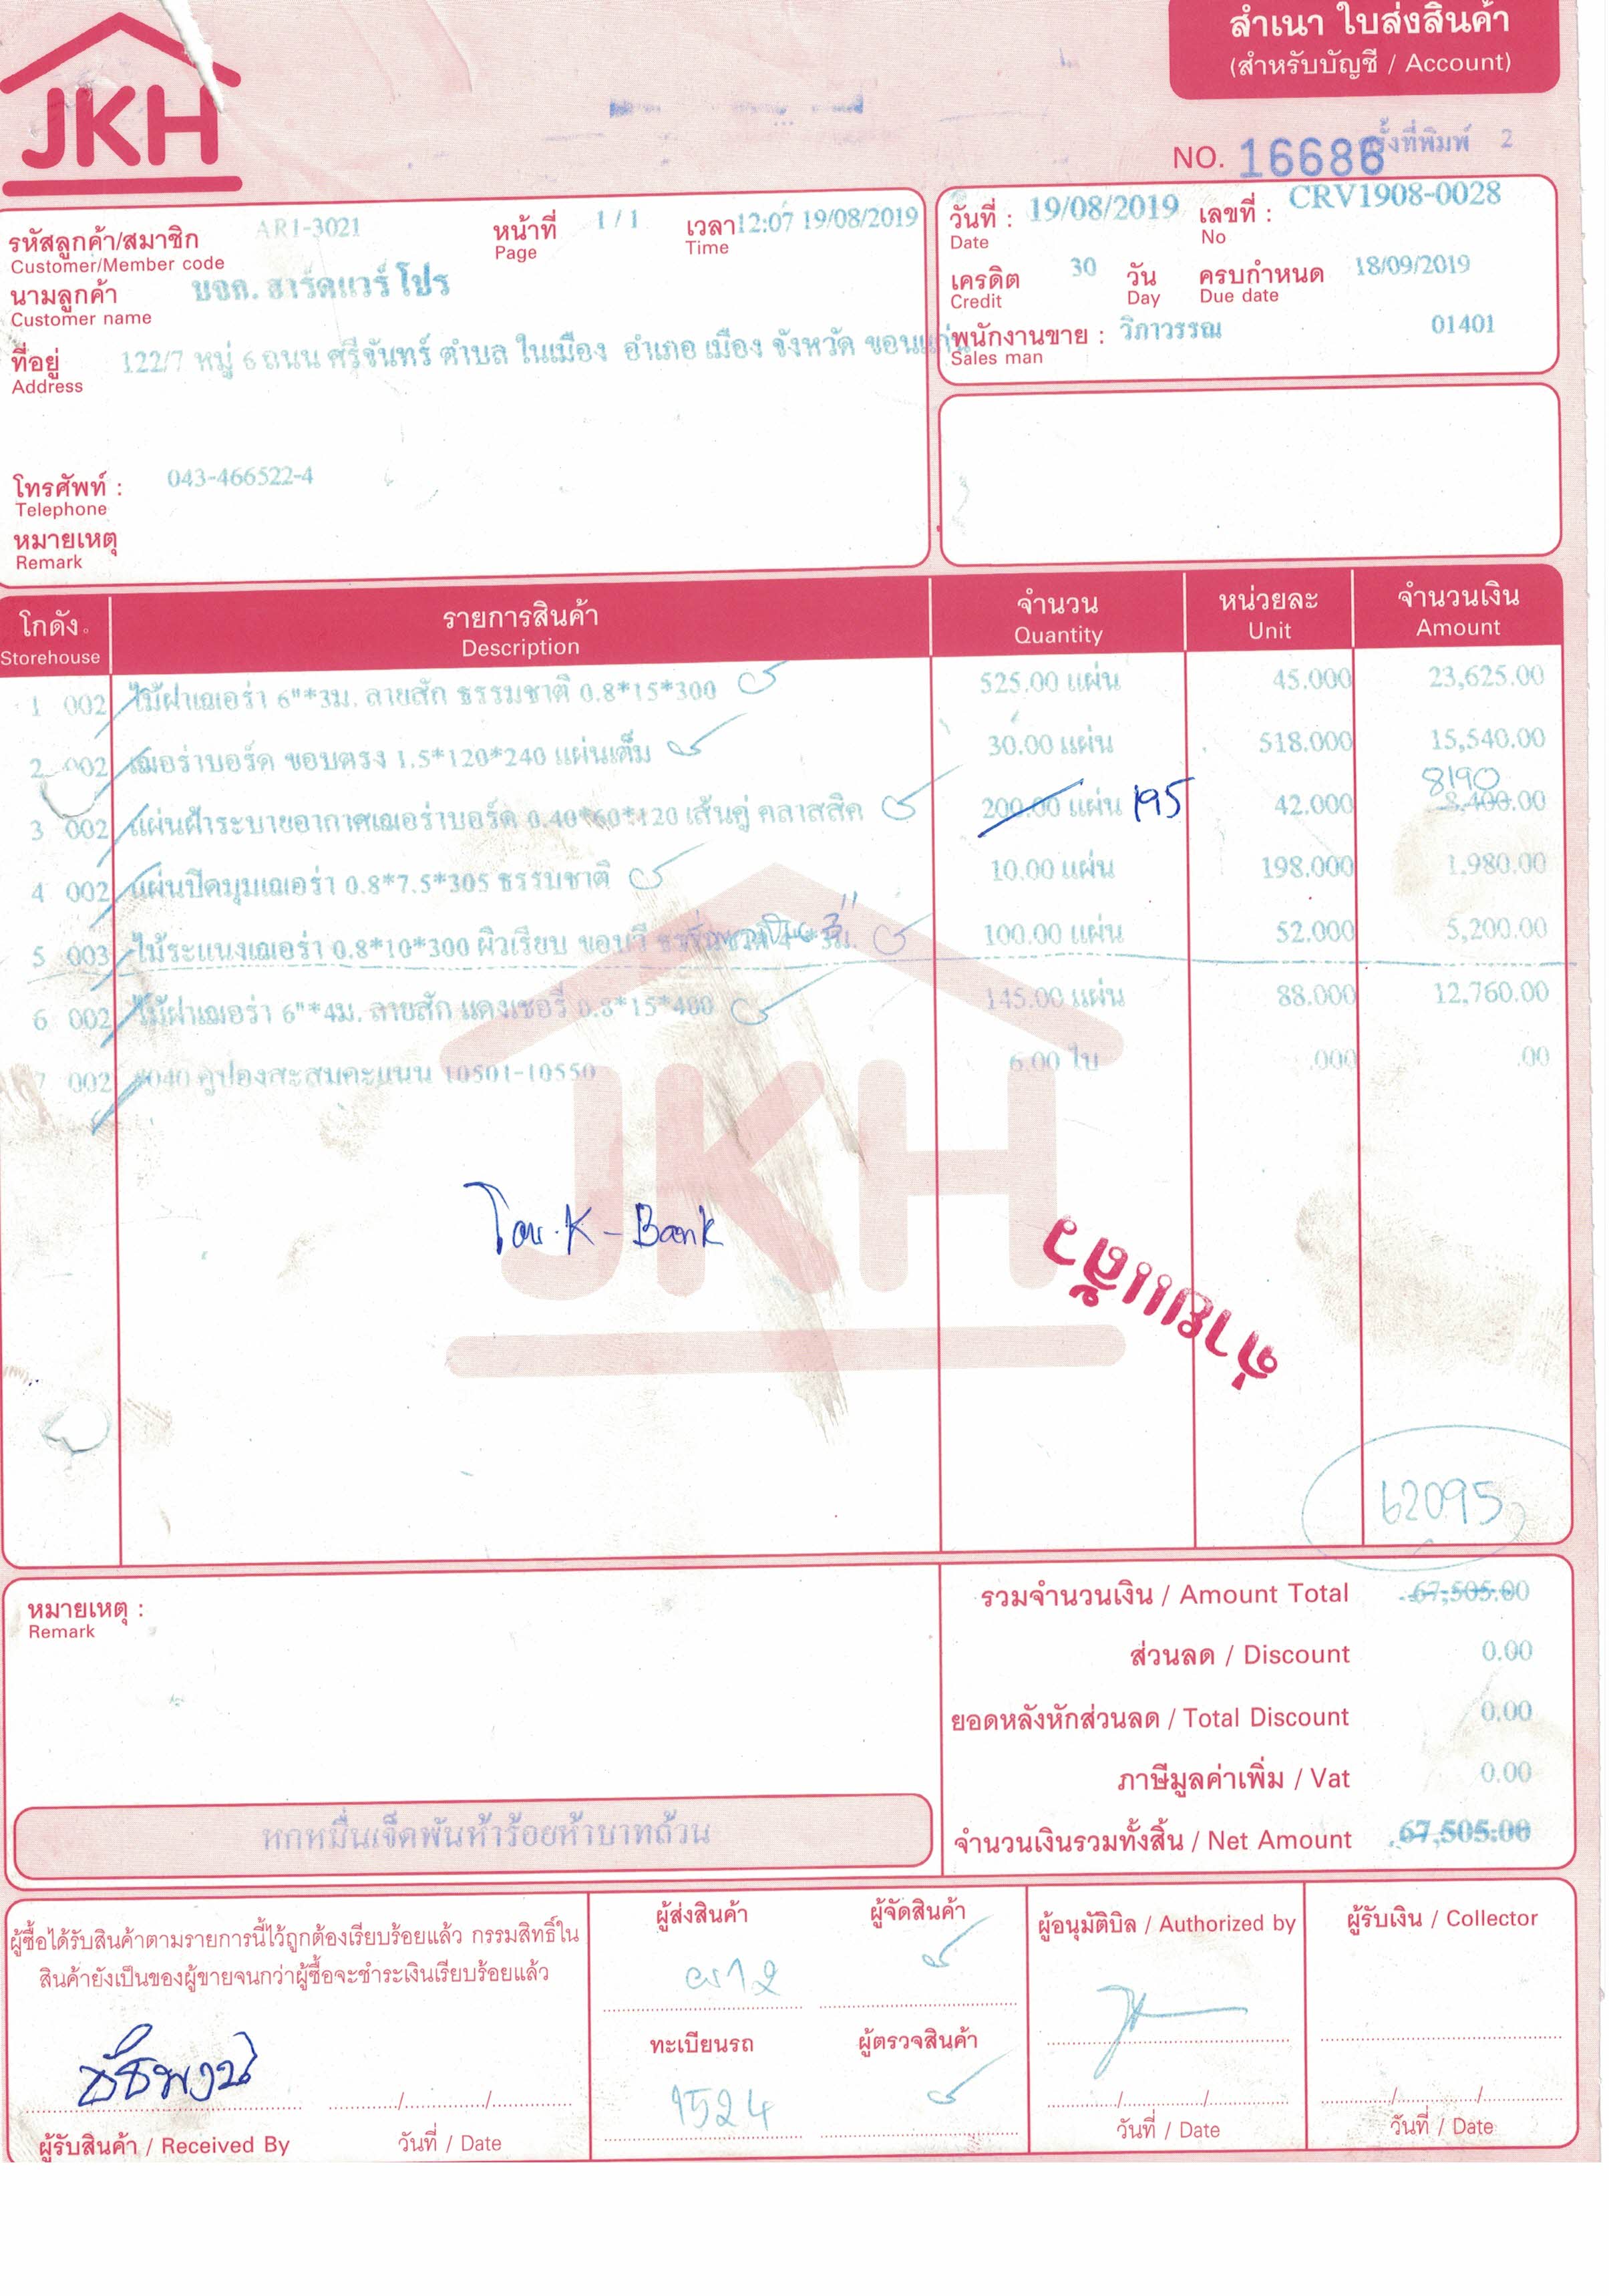 JKH
สำเนา ใบส่งสินค้า
(สำหรับบัญชี / Account)
NO. 16686
ครั้งที่พิมพ์ 2
รหัสลูกค้า/สมาชิก AR1-3021 หน้าที่ 1 / 1 เวลา 12:07 19/08/2019
Customer/Member code Page Time
นามลูกค้า บจก. ฮาร์ดแวร์ โปร
Customer name
ที่อยู่ 122/7 หมู่ 6 ถนน ศรีจันทร์ ตำบล ในเมือง อำเภอ เมือง จังหวัด ขอนแก่น
Address
โทรศัพท์ : 043-466522-4
Telephone
หมายเหตุ
Remark
วันที่ : 19/08/2019 เลขที่ : CRV1908-0028
Date No
เครดิต 30 วัน ครบกำหนด 18/09/2019
Credit Day Due date
พนักงานขาย : วิภาวรรณ 01401
Sales man
โกดัง รายการสินค้า จำนวน หน่วยละ จำนวนเงิน
Storehouse Description Quantity Unit Amount
1 002 ไม้ฝาเฌอร่า 6"*3ม. ลายสัก ธรรมชาติ 0.8*15*300 525.00 แผ่น 45.000 23,625.00
2 002 เฌอร่าบอร์ด ขอบตรง 1.5*120*240 แผ่นเต็ม 30.00 แผ่น 518.000 15,540.00
8190
3 002 แผ่นฝ้าระบายอากาศเฌอร่าบอร์ด 0.40*60*120 เส้นคู่ คลาสสิค 200.00 แผ่น 195 42.000 8,400.00
4 002 แผ่นปิดมุมเฌอร่า 0.8*7.5*305 ธรรมชาติ 10.00 แผ่น 198.000 1,980.00
5 003 ไม้ระแนงเฌอร่า 0.8*10*300 ผิวเรียบ ขอบวี 3" 100.00 แผ่น 52.000 5,200.00
6 002 ไม้ฝาเฌอร่า 6"*4ม. ลายสัก แดงเชอรี่ 0.8*15*400 145.00 แผ่น 88.000 12,760.00
7 002 #040 คูปองสะสมคะแนน 10501-10550 6.00 ใบ .000 .00
JKH
K-Bank
จ่ายแล้ว
62095
หมายเหตุ :
Remark
รวมจำนวนเงิน / Amount Total 67,505.00
ส่วนลด / Discount 0.00
ยอดหลังหักส่วนลด / Total Discount 0.00
ภาษีมูลค่าเพิ่ม / Vat 0.00
หกหมื่นเจ็ดพันห้าร้อยห้าบาทถ้วน
จำนวนเงินรวมทั้งสิ้น / Net Amount 67,505.00
ผู้ซื้อได้รับสินค้าตามรายการนี้ไว้ถูกต้องเรียบร้อยแล้ว กรรมสิทธิ์ใน
สินค้ายังเป็นของผู้ขายจนกว่าผู้ซื้อจะชำระเงินเรียบร้อยแล้ว
ผู้รับสินค้า / Received By วันที่ / Date
ผู้ส่งสินค้า ผู้จัดสินค้า
ทะเบียนรถ ผู้ตรวจสินค้า
1524
ผู้อนุมัติบิล / Authorized by
วันที่ / Date
ผู้รับเงิน / Collector
วันที่ / Date